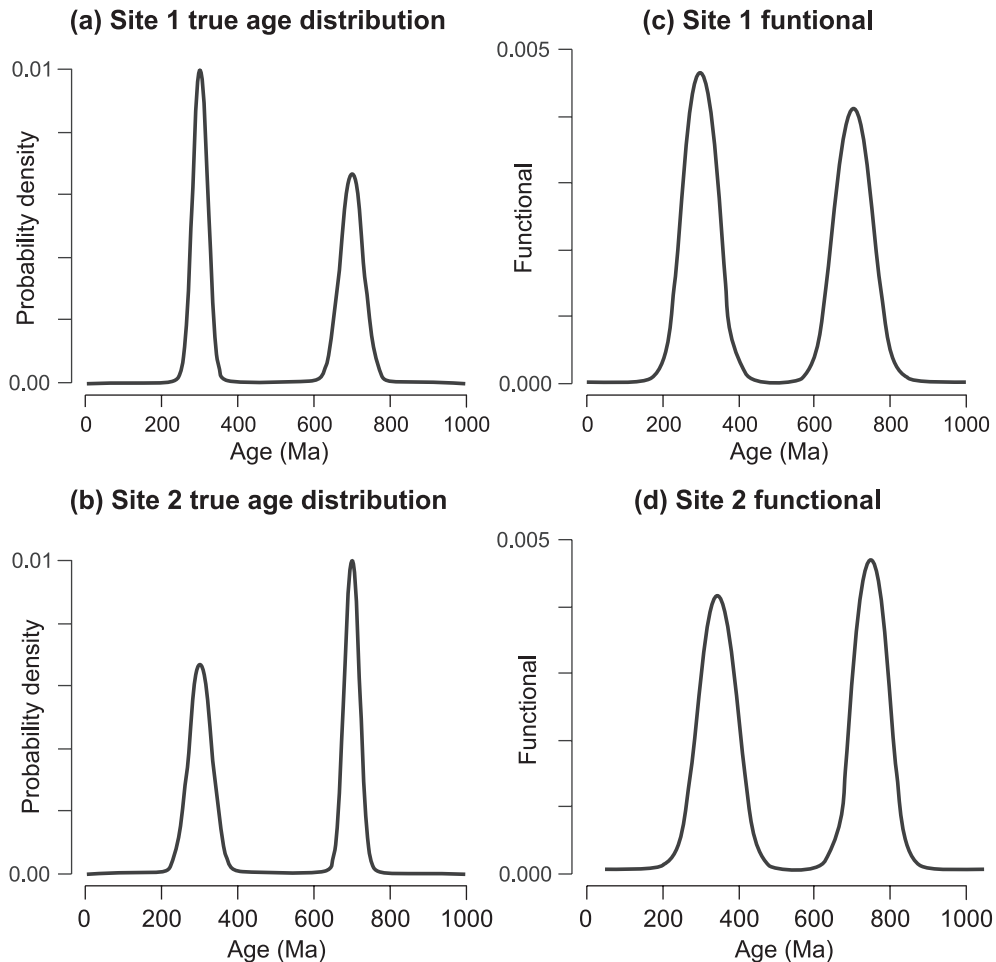 (a) Site 1 true age distribution
0.01
0.00
Probability density
0 200 400 600 800 1000
Age (Ma)
(c) Site 1 funtional
0.005
0.000
Functional
0 200 400 600 800 1000
Age (Ma)
(b) Site 2 true age distribution
0.01
0.00
Probability density
0 200 400 600 800 1000
Age (Ma)
(d) Site 2 functional
0.005
0.000
Functional
0 200 400 600 800 1000
Age (Ma)